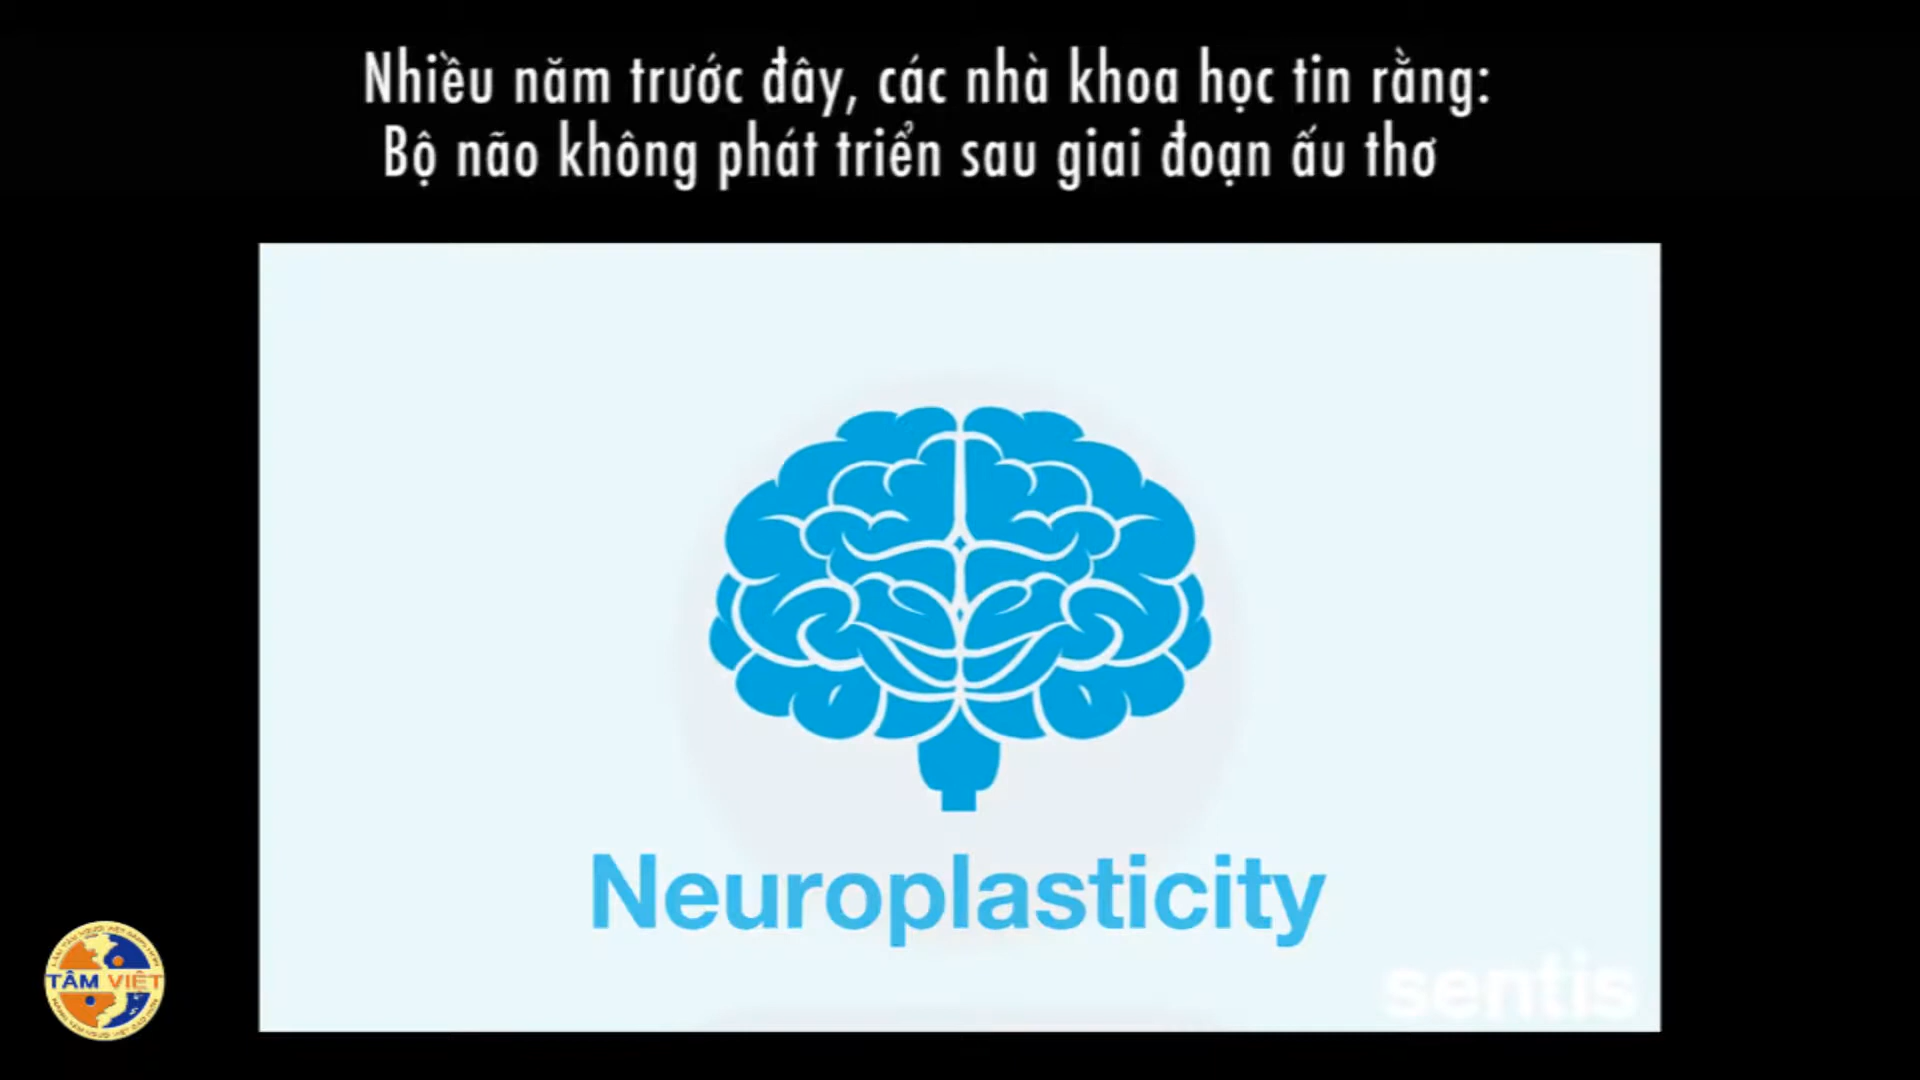 Nhiều năm trước đây, các nhà khoa học tin rằng:
Bộ não không phát triển sau giai đoạn ấu thơ
Neuroplasticity
sentis
TÂM VIỆT